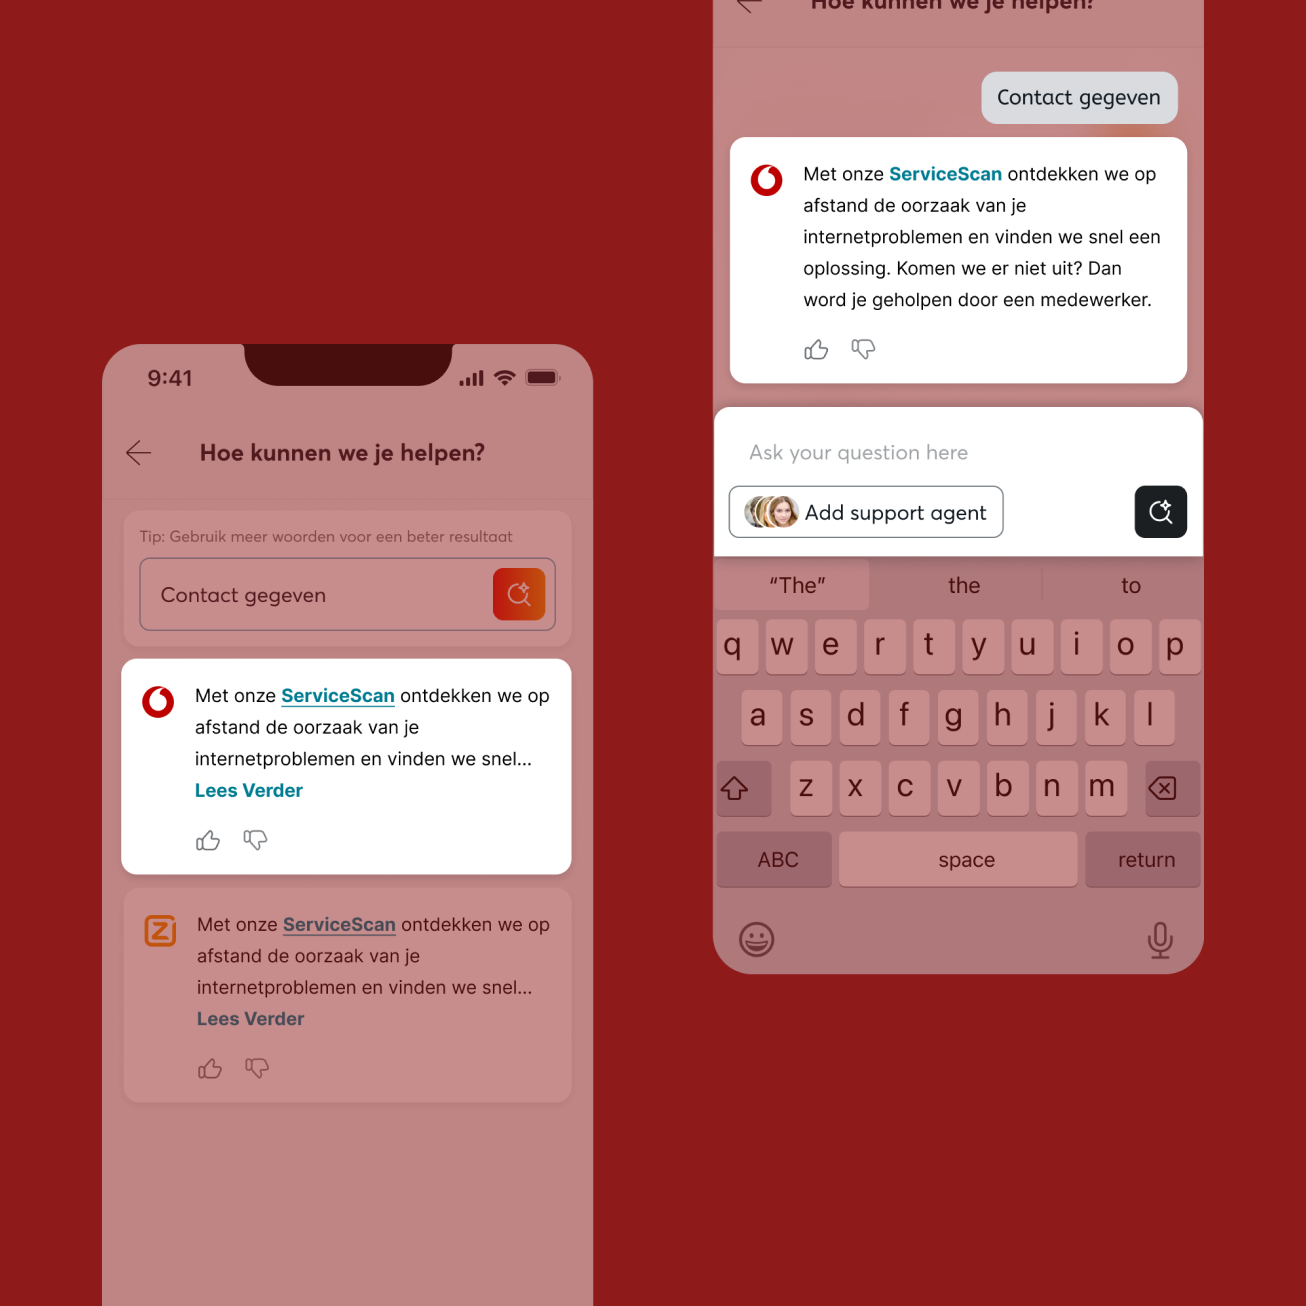 9:41
Hoe kunnen we je helpen?
Tip: Gebruik meer woorden voor een beter resultaat
Contact gegeven
Met onze ServiceScan ontdekken we op
afstand de oorzaak van je
internetproblemen en vinden we snel...
Lees Verder
Met onze ServiceScan ontdekken we op
afstand de oorzaak van je
internetproblemen en vinden we snel...
Lees Verder
Hoe kunnen we je helpen?
Contact gegeven
Met onze ServiceScan ontdekken we op
afstand de oorzaak van je
internetproblemen en vinden we snel een
oplossing. Komen we er niet uit? Dan
word je geholpen door een medewerker.
Ask your question here
Add support agent
“The” the to
q w e r t y u i o p
a s d f g h j k l
z x c v b n m
ABC space return